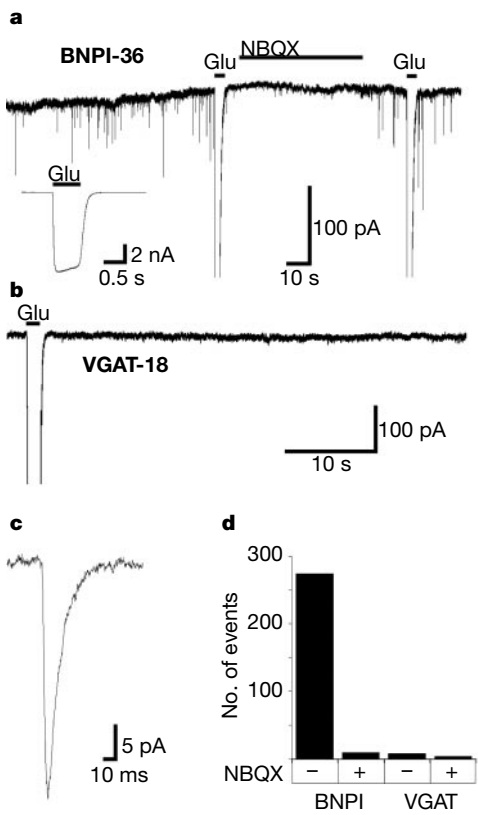 a
BNPI-36
Glu
NBQX
Glu
Glu
2 nA
0.5 s
100 pA
10 s
b
Glu
VGAT-18
100 pA
10 s
c
5 pA
10 ms
d
No. of events
300
200
100
NBQX − + − +
BNPI VGAT